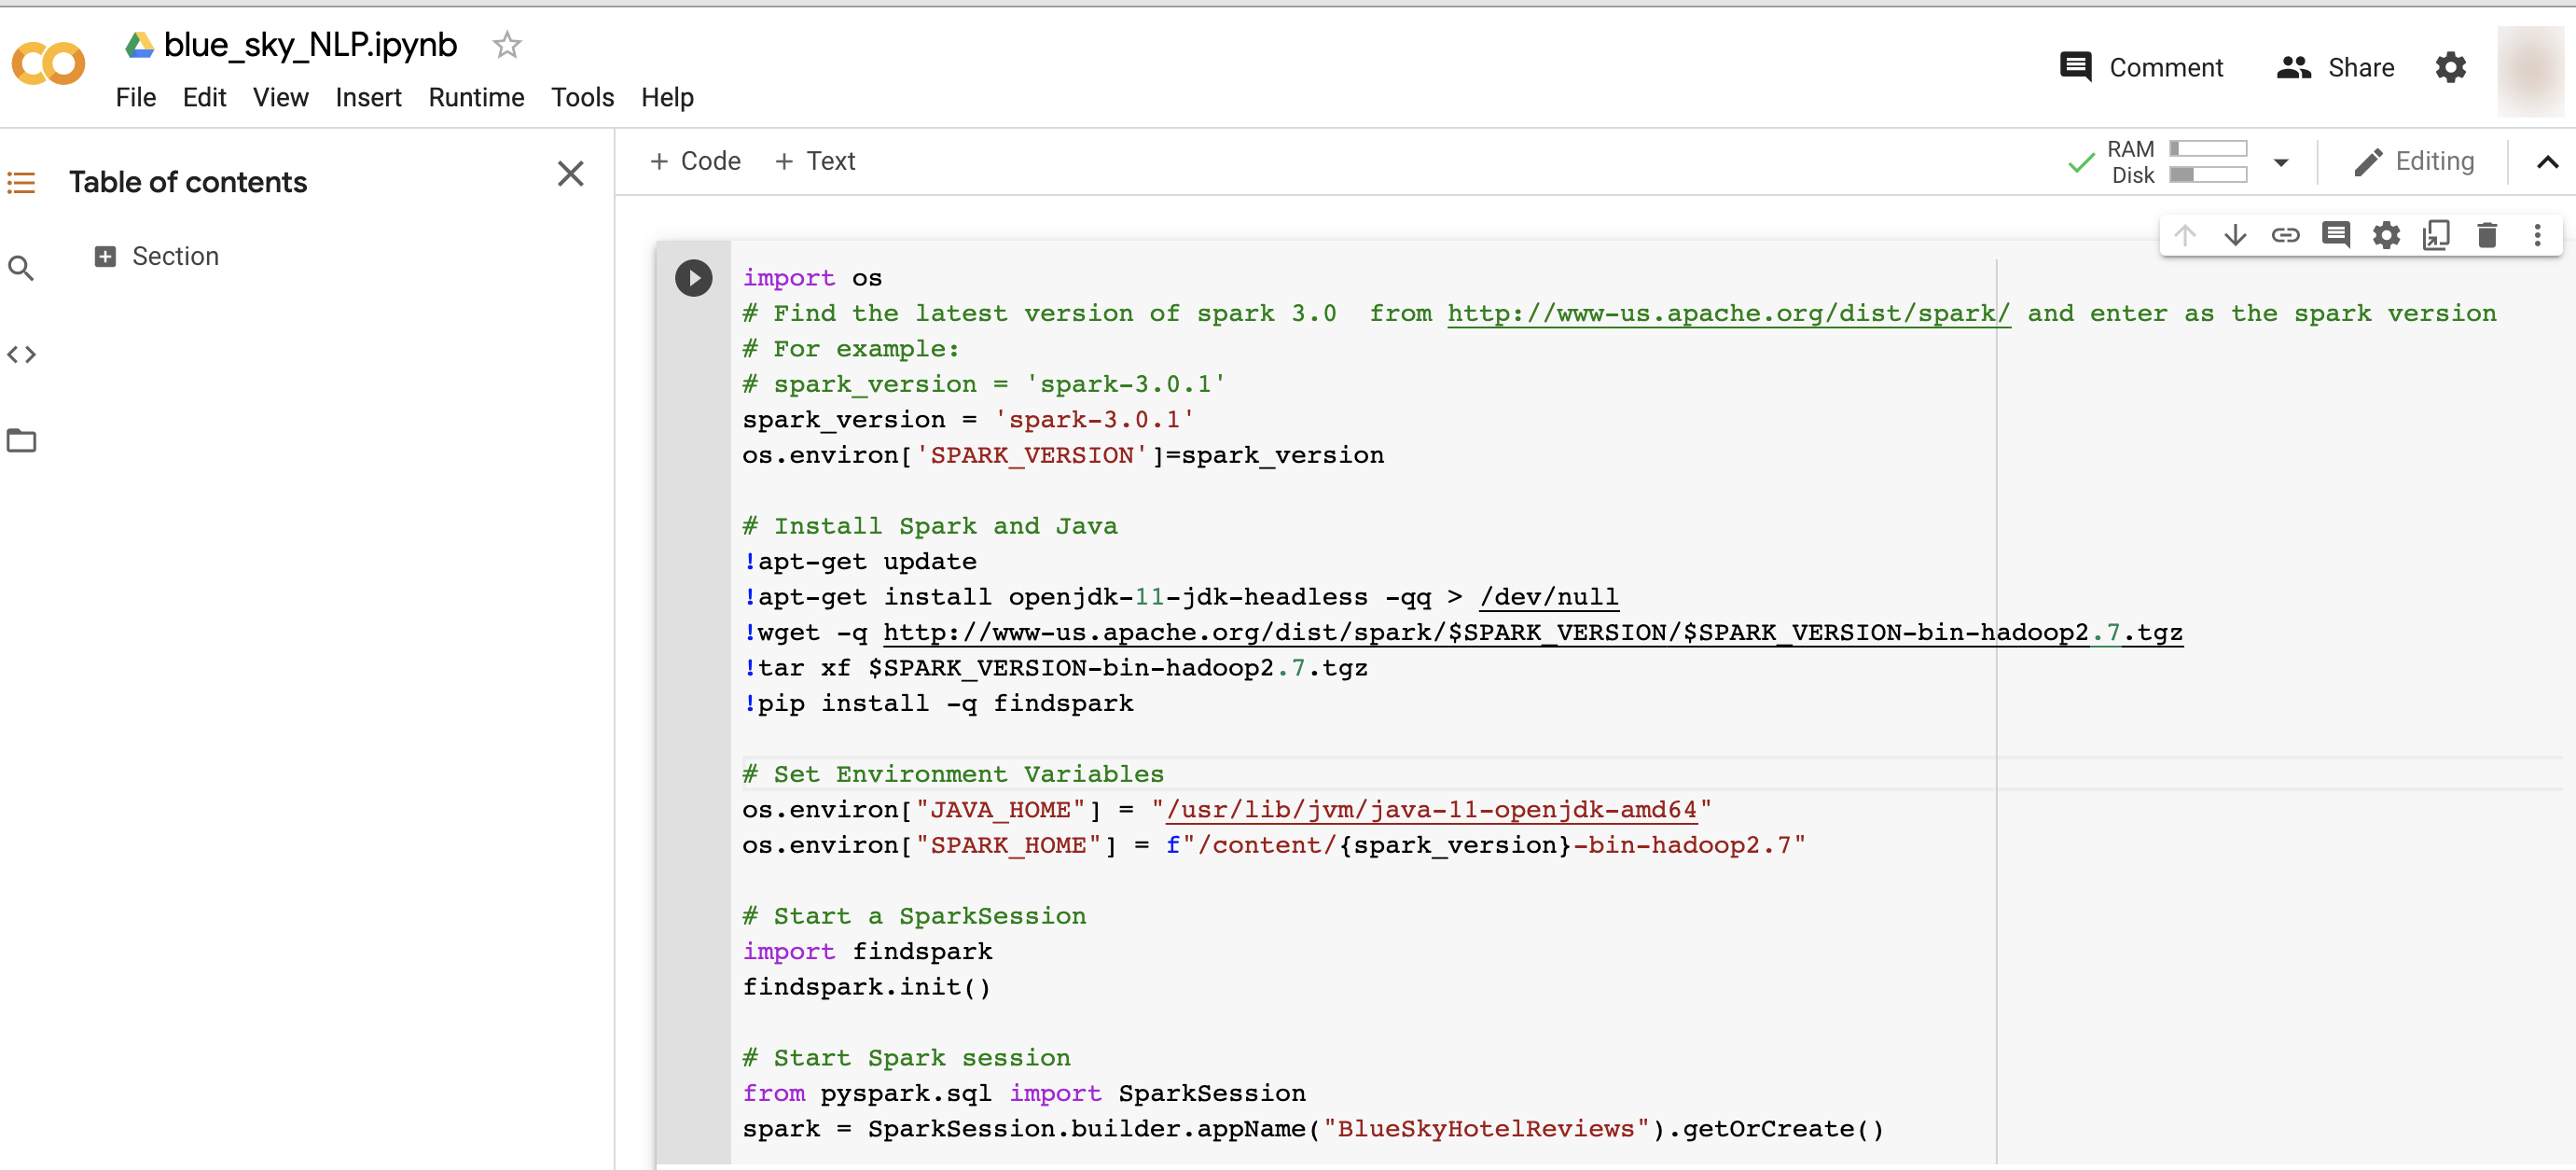 blue_sky_NLP.ipynb
File Edit View Insert Runtime Tools Help
Comment Share
Table of contents
Section
+ Code + Text
RAM
Disk
Editing
import os
# Find the latest version of spark 3.0  from http://www-us.apache.org/dist/spark/ and enter as the spark version
# For example:
# spark_version = 'spark-3.0.1'
spark_version = 'spark-3.0.1'
os.environ['SPARK_VERSION']=spark_version
# Install Spark and Java
!apt-get update
!apt-get install openjdk-11-jdk-headless -qq > /dev/null
!wget -q http://www-us.apache.org/dist/spark/$SPARK_VERSION/$SPARK_VERSION-bin-hadoop2.7.tgz
!tar xf $SPARK_VERSION-bin-hadoop2.7.tgz
!pip install -q findspark
# Set Environment Variables
os.environ["JAVA_HOME"] = "/usr/lib/jvm/java-11-openjdk-amd64"
os.environ["SPARK_HOME"] = f"/content/{spark_version}-bin-hadoop2.7"
# Start a SparkSession
import findspark
findspark.init()
# Start Spark session
from pyspark.sql import SparkSession
spark = SparkSession.builder.appName("BlueSkyHotelReviews").getOrCreate()